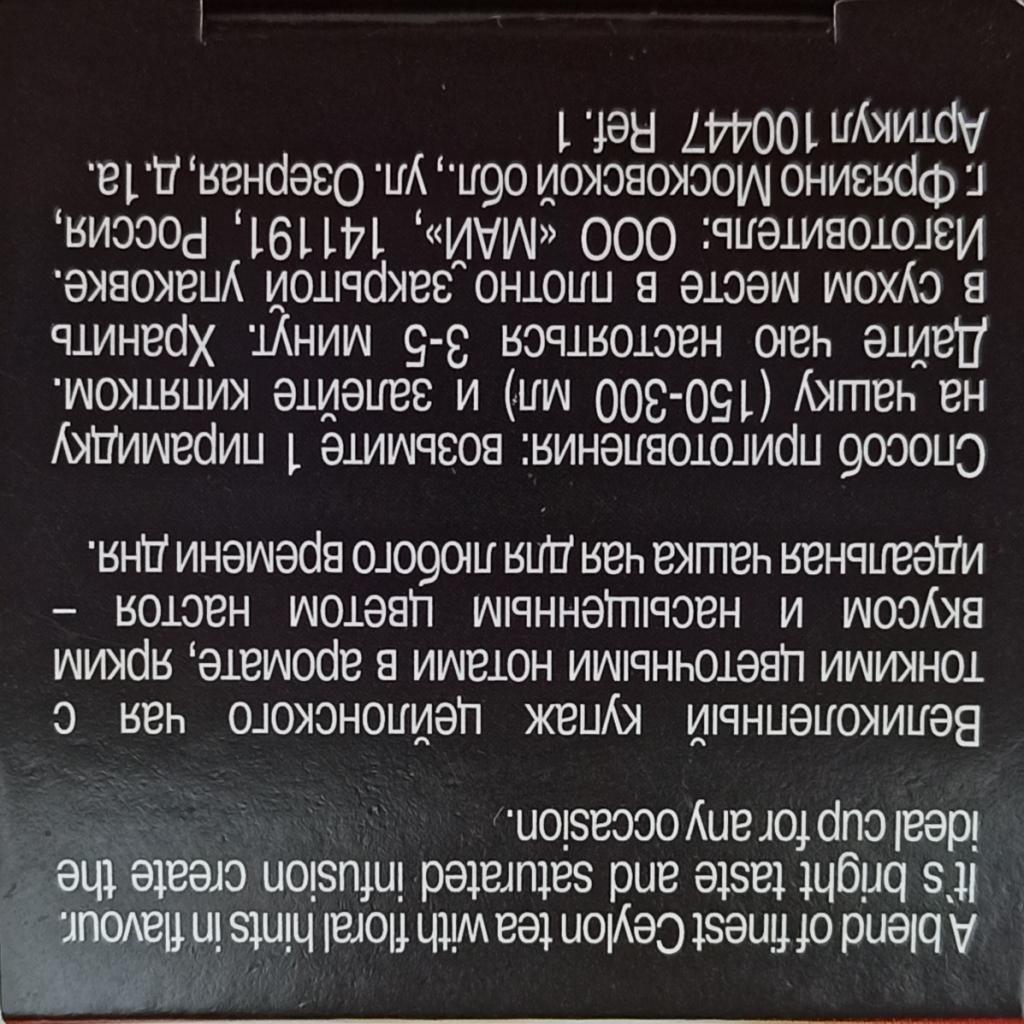 A blend of finest Ceylon tea with floral hints in flavour.
It`s bright taste and saturated infusion create the
ideal cup for any occasion.
Великолепный купаж цейлонского чая с
тонкими цветочными нотами в аромате, ярким
вкусом и насыщенным цветом настоя –
идеальная чашка чая для любого времени дня.
Способ приготовления: возьмите 1 пирамидку
на чашку (150-300 мл) и залейте кипятком.
Дайте чаю настояться 3-5 минут. Хранить
в сухом месте в плотно закрытой упаковке.
Изготовитель: ООО «МАЙ», 141191, Россия,
г. Фрязино Московской обл., ул. Озерная, д. 1а.
Артикул 100447 Ref. 1